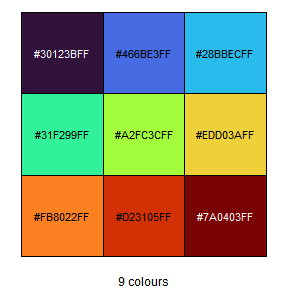 #30123BFF #466BE3FF #28BBECFF
#31F299FF #A2FC3CFF #EDD03AFF
#FB8022FF #D23105FF #7A0403FF
9 colours